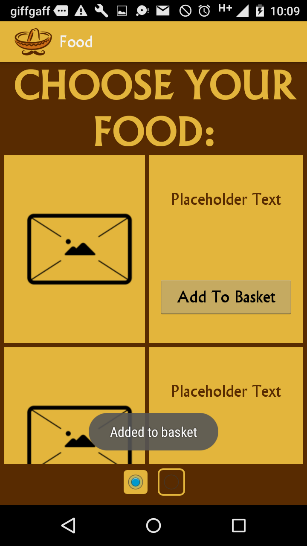 giffgaff H+ 10:09
Food
CHOOSE YOUR
FOOD:
Placeholder Text
Add To Basket
Placeholder Text
Added to basket